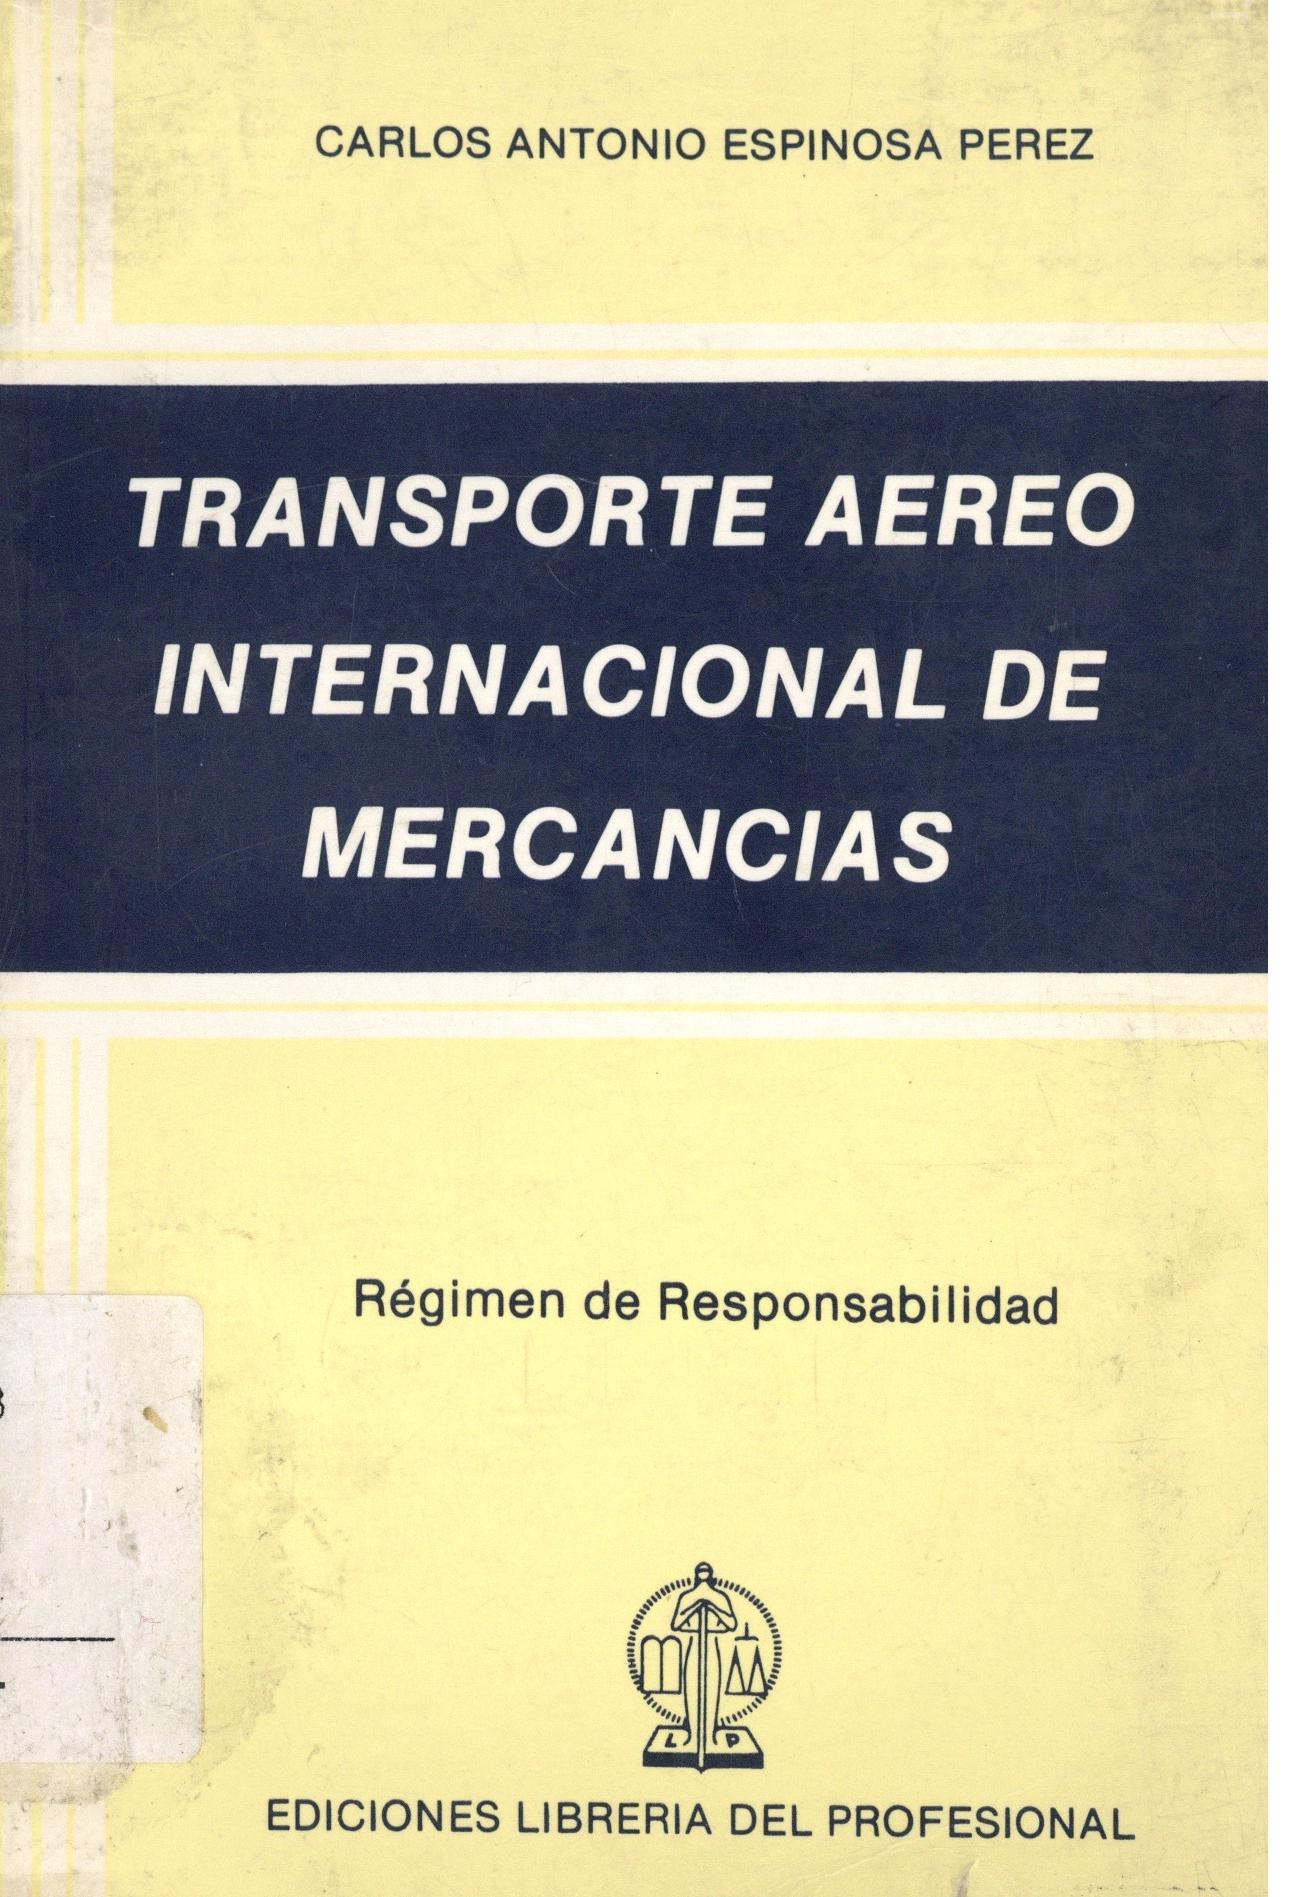 CARLOS ANTONIO ESPINOSA PEREZ
TRANSPORTE AEREO
INTERNACIONAL DE
MERCANCIAS
Régimen de Responsabilidad
L P
EDICIONES LIBRERIA DEL PROFESIONAL